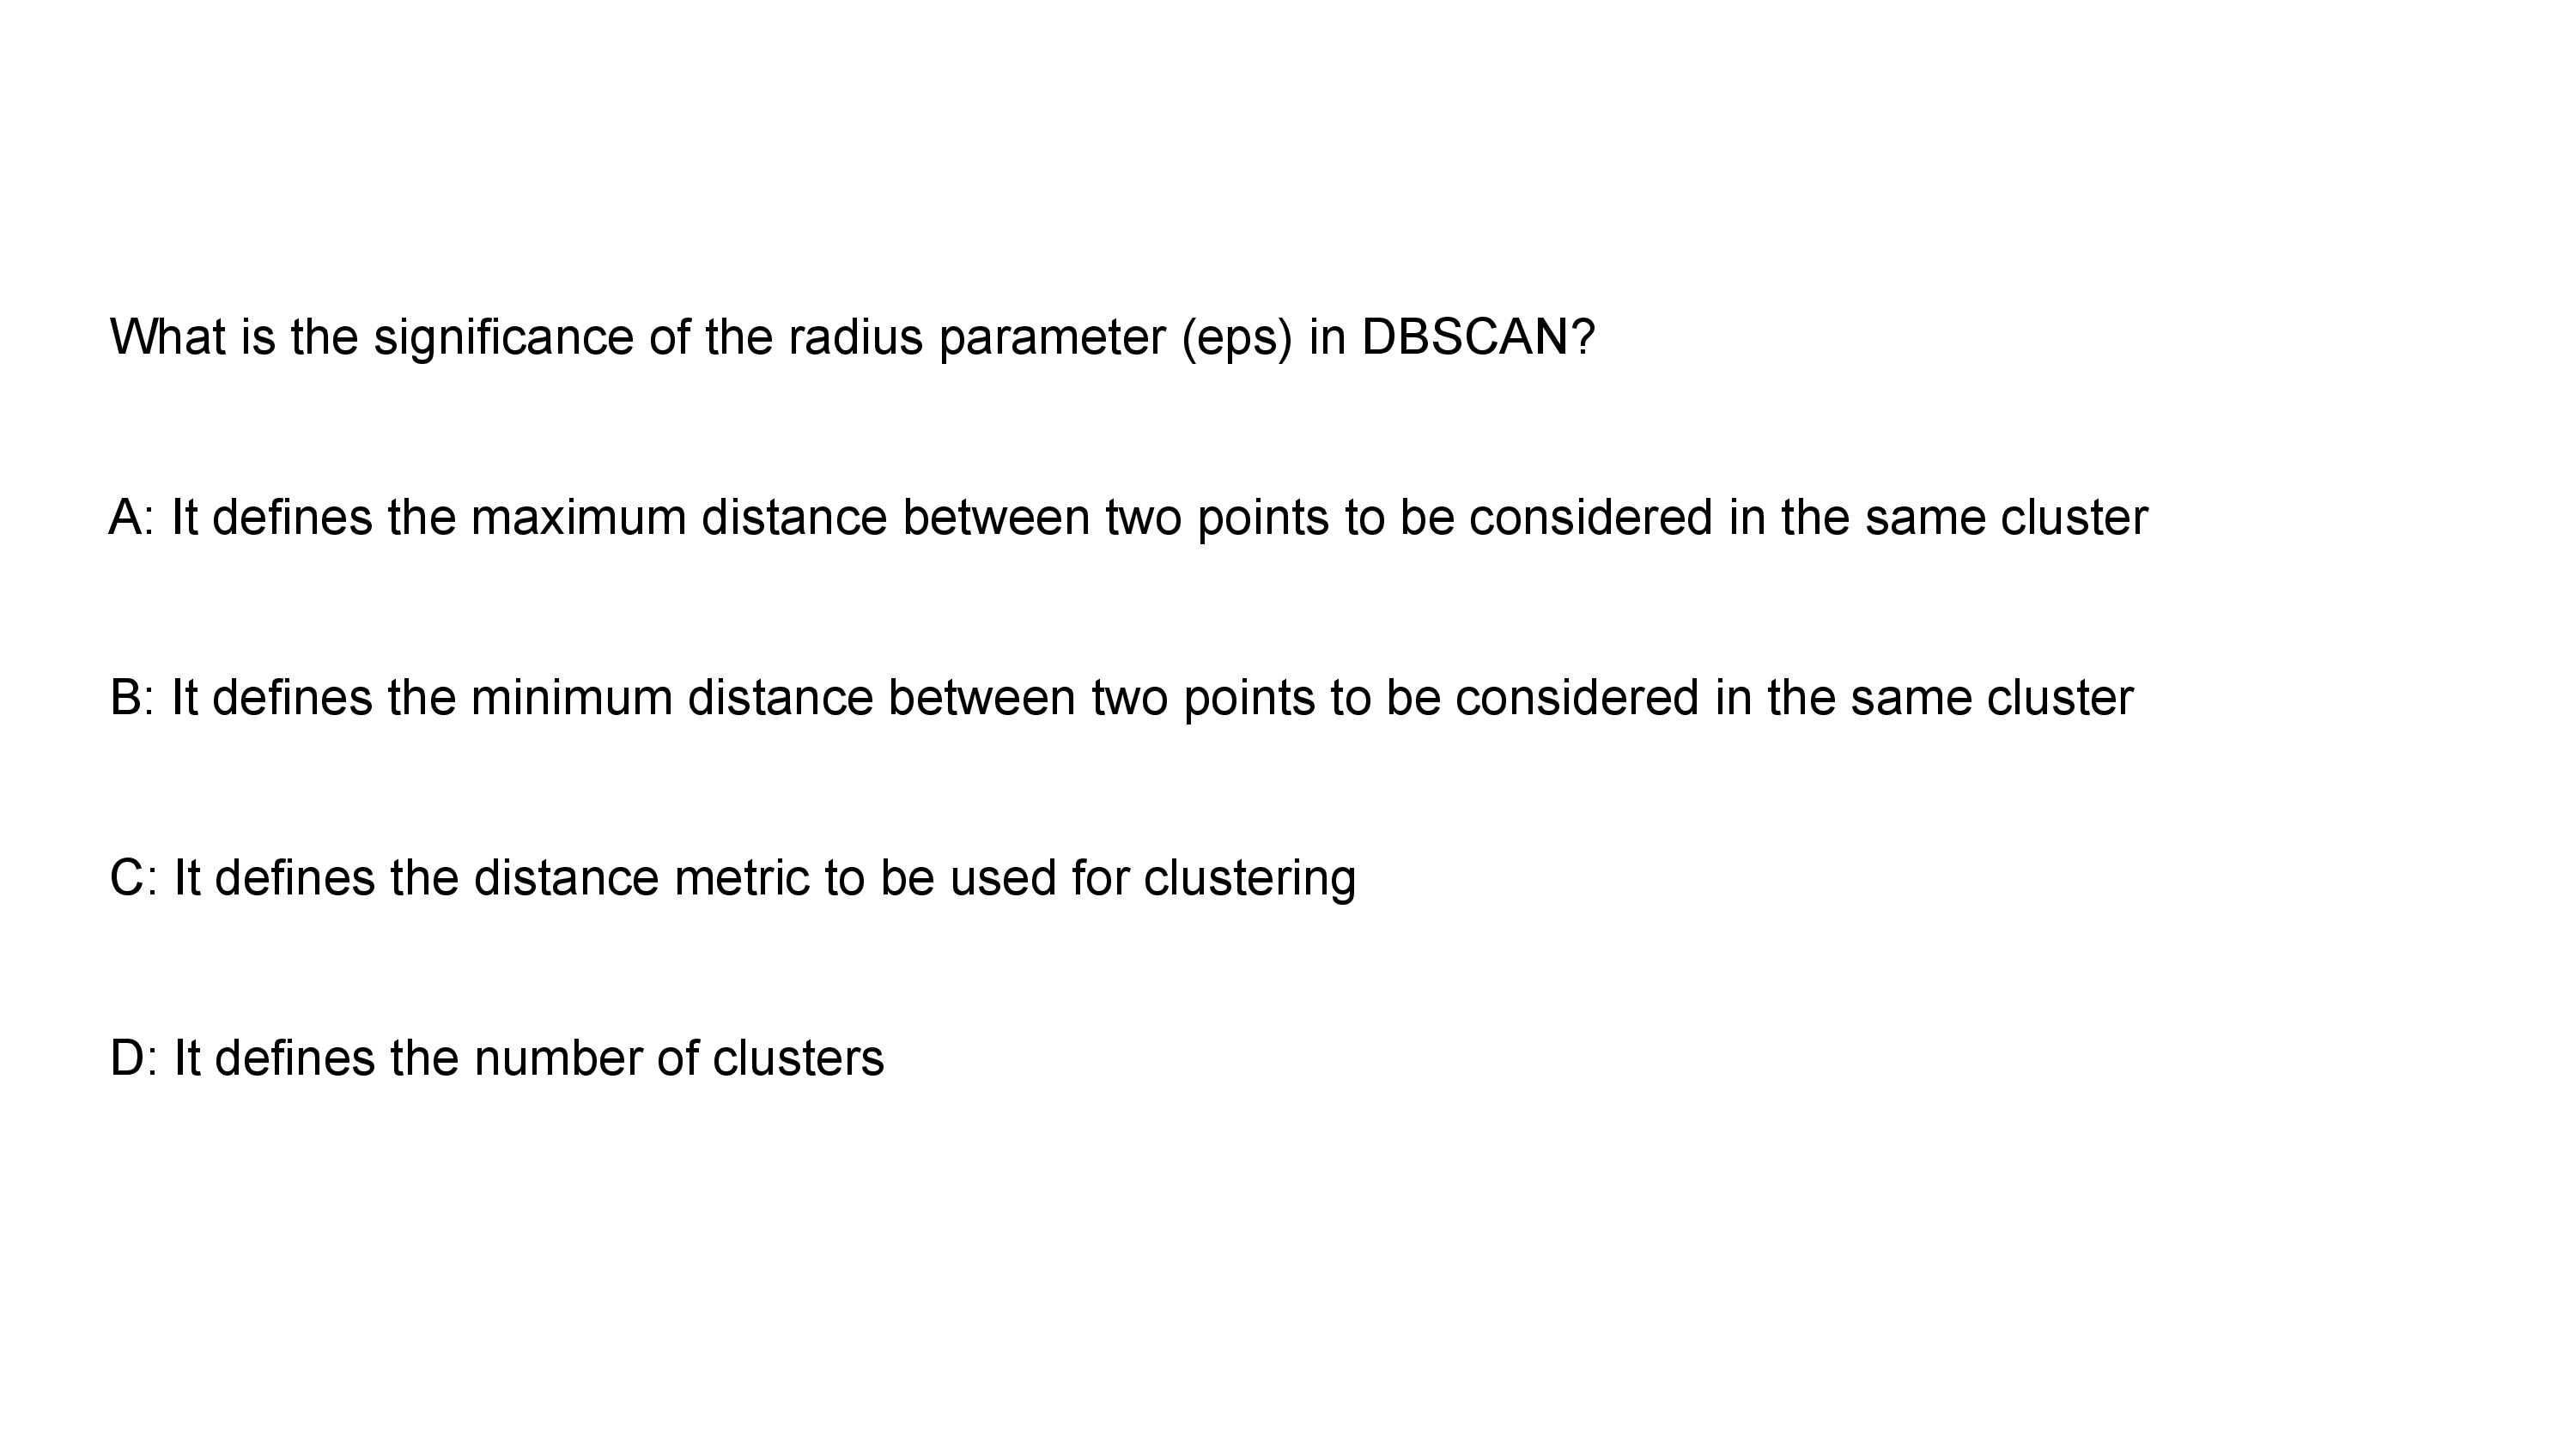 What is the significance of the radius parameter (eps) in DBSCAN?
A: It defines the maximum distance between two points to be considered in the same cluster
B: It defines the minimum distance between two points to be considered in the same cluster
C: It defines the distance metric to be used for clustering
D: It defines the number of clusters